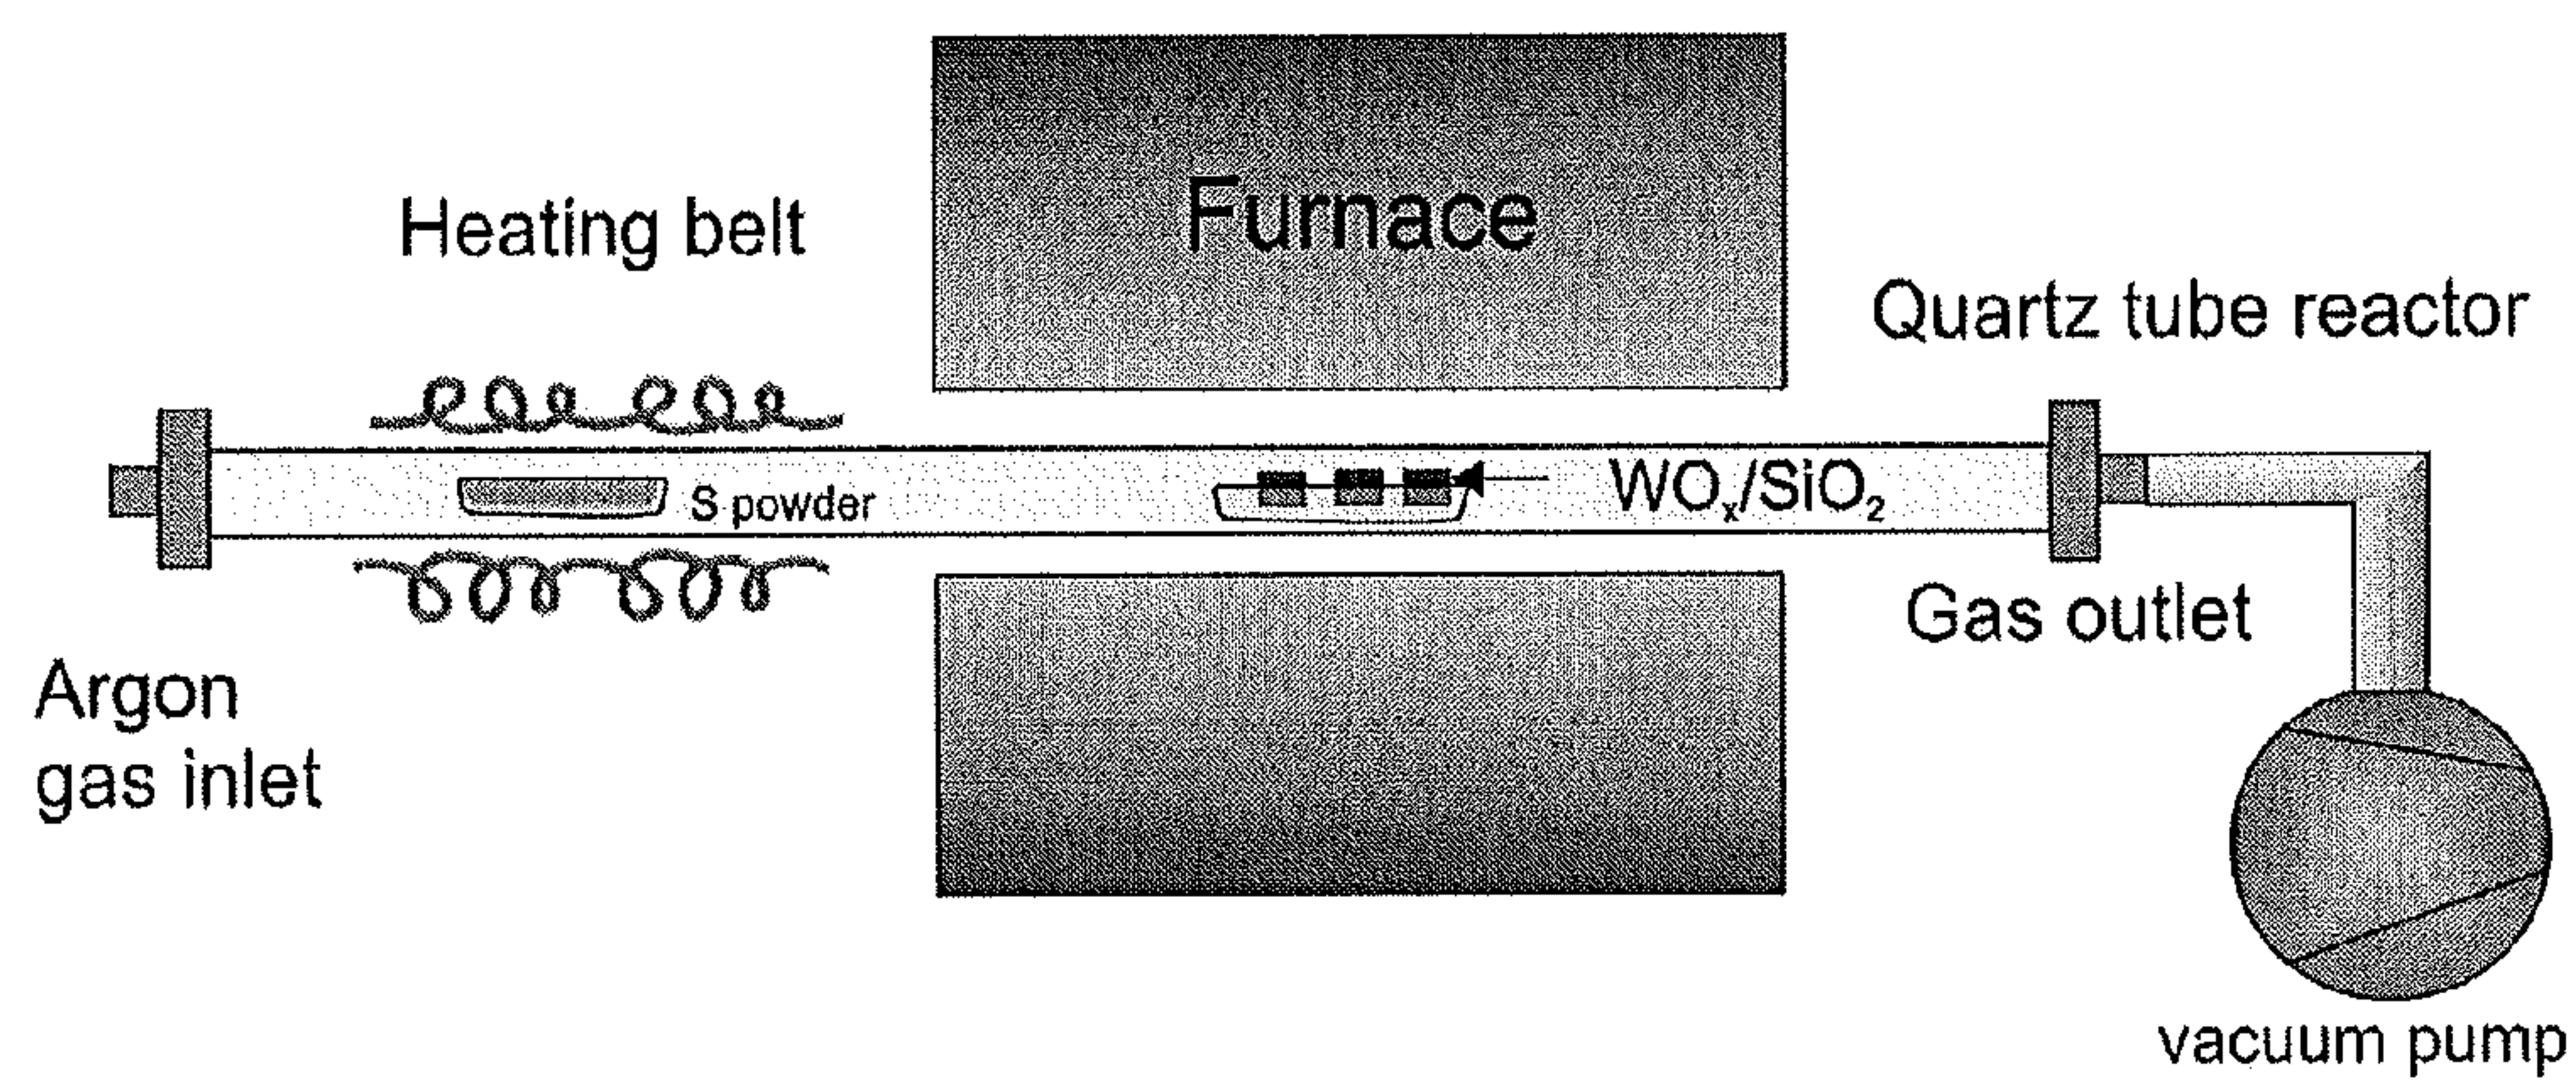 Furnace
Heating belt
Quartz tube reactor
S powder
WOₓ/SiO₂
Gas outlet
Argon
gas inlet
vacuum pump